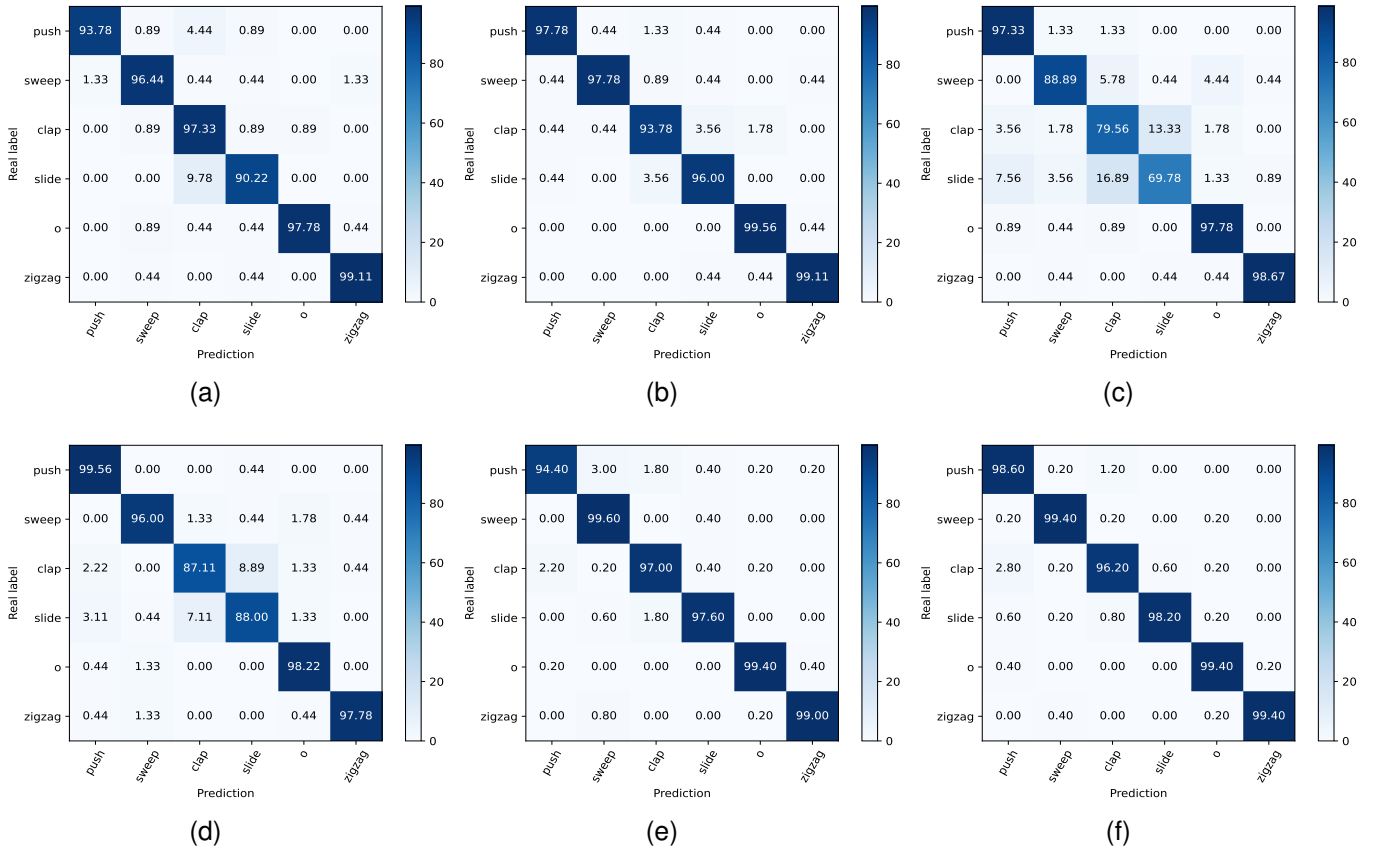 push 93.78 0.89 4.44 0.89 0.00 0.00
sweep 1.33 96.44 0.44 0.44 0.00 1.33
clap 0.00 0.89 97.33 0.89 0.89 0.00
slide 0.00 0.00 9.78 90.22 0.00 0.00
o 0.00 0.89 0.44 0.44 97.78 0.44
zigzag 0.00 0.44 0.00 0.44 0.00 99.11
push sweep clap slide o zigzag
Real label
Prediction
80
60
40
20
0
(a)
push 97.78 0.44 1.33 0.44 0.00 0.00
sweep 0.44 97.78 0.89 0.44 0.00 0.44
clap 0.44 0.44 93.78 3.56 1.78 0.00
slide 0.44 0.00 3.56 96.00 0.00 0.00
o 0.00 0.00 0.00 0.00 99.56 0.44
zigzag 0.00 0.00 0.00 0.44 0.44 99.11
push sweep clap slide o zigzag
Real label
Prediction
80
60
40
20
0
(b)
push 97.33 1.33 1.33 0.00 0.00 0.00
sweep 0.00 88.89 5.78 0.44 4.44 0.44
clap 3.56 1.78 79.56 13.33 1.78 0.00
slide 7.56 3.56 16.89 69.78 1.33 0.89
o 0.89 0.44 0.89 0.00 97.78 0.00
zigzag 0.00 0.44 0.00 0.44 0.44 98.67
push sweep clap slide o zigzag
Real label
Prediction
80
60
40
20
0
(c)
push 99.56 0.00 0.00 0.44 0.00 0.00
sweep 0.00 96.00 1.33 0.44 1.78 0.44
clap 2.22 0.00 87.11 8.89 1.33 0.44
slide 3.11 0.44 7.11 88.00 1.33 0.00
o 0.44 1.33 0.00 0.00 98.22 0.00
zigzag 0.44 1.33 0.00 0.00 0.44 97.78
push sweep clap slide o zigzag
Real label
Prediction
80
60
40
20
0
(d)
push 94.40 3.00 1.80 0.40 0.20 0.20
sweep 0.00 99.60 0.00 0.40 0.00 0.00
clap 2.20 0.20 97.00 0.40 0.20 0.00
slide 0.00 0.60 1.80 97.60 0.00 0.00
o 0.20 0.00 0.00 0.00 99.40 0.40
zigzag 0.00 0.80 0.00 0.00 0.20 99.00
push sweep clap slide o zigzag
Real label
Prediction
80
60
40
20
0
(e)
push 98.60 0.20 1.20 0.00 0.00 0.00
sweep 0.20 99.40 0.20 0.00 0.20 0.00
clap 2.80 0.20 96.20 0.60 0.20 0.00
slide 0.60 0.20 0.80 98.20 0.20 0.00
o 0.40 0.00 0.00 0.00 99.40 0.20
zigzag 0.00 0.40 0.00 0.00 0.20 99.40
push sweep clap slide o zigzag
Real label
Prediction
80
60
40
20
0
(f)